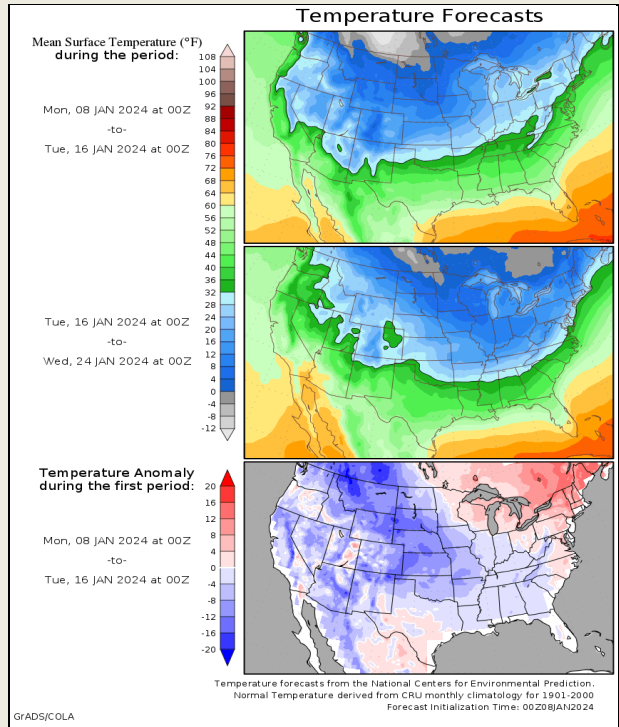 Temperature Forecasts
Mean Surface Temperature (°F)
during the period:
Mon, 08 JAN 2024 at 00Z
-to-
Tue, 16 JAN 2024 at 00Z
108
104
100
96
92
88
84
80
76
72
68
64
60
56
52
48
44
40
36
32
28
24
20
16
12
8
4
0
-4
-8
-12
Tue, 16 JAN 2024 at 00Z
-to-
Wed, 24 JAN 2024 at 00Z
Temperature Anomaly
during the first period:
Mon, 08 JAN 2024 at 00Z
-to-
Tue, 16 JAN 2024 at 00Z
20
16
12
8
4
0
-4
-8
-12
-16
-20
Temperature forecasts from the National Centers for Environmental Prediction.
Normal Temperature derived from CRU monthly climatology for 1901-2000
Forecast Initialization Time: 00Z08JAN2024
GrADS/COLA